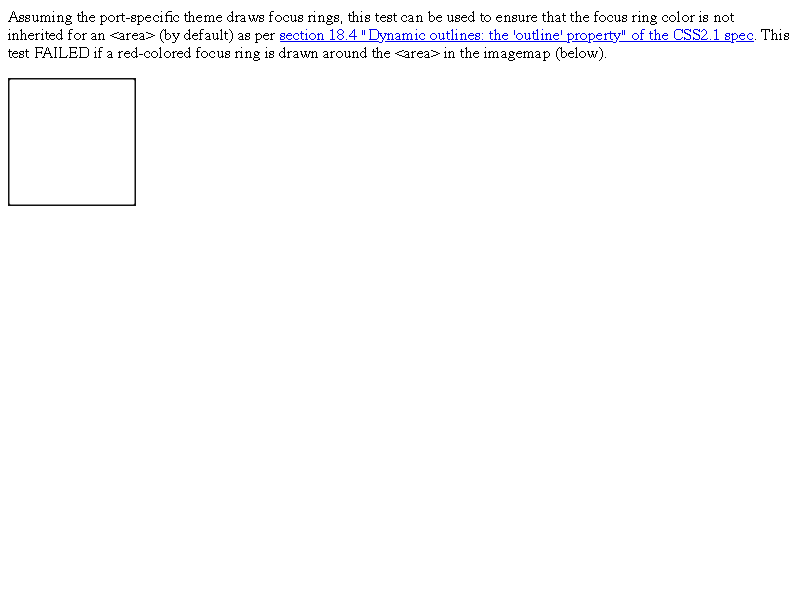 Assuming the port-specific theme draws focus rings, this test can be used to ensure that the focus ring color is not
inherited for an <area> (by default) as per section 18.4 "Dynamic outlines: the 'outline' property" of the CSS2.1 spec. This
test FAILED if a red-colored focus ring is drawn around the <area> in the imagemap (below).